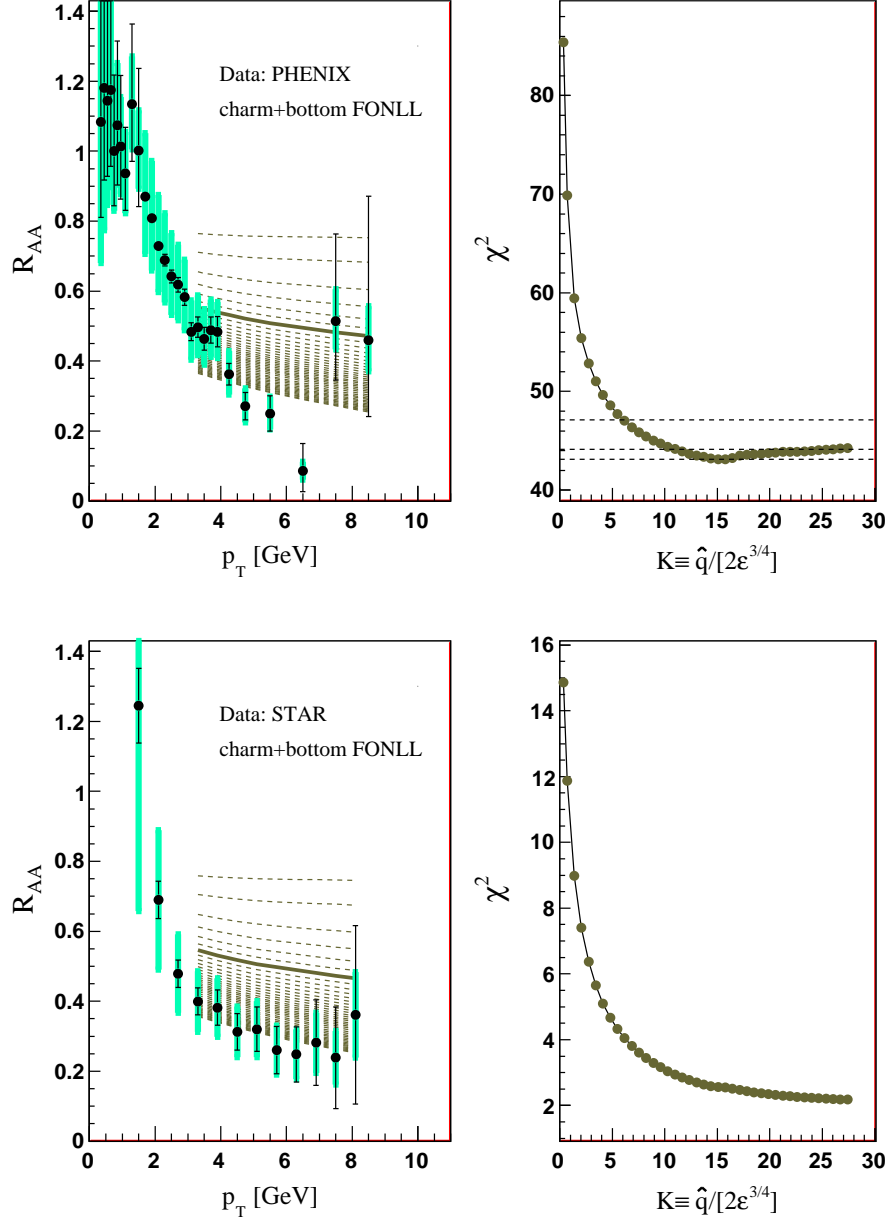 1.4
1.2
1
0.8
0.6
0.4
0.2
0
R_AA
Data: PHENIX
charm+bottom FONLL
0 2 4 6 8 10
p_T [GeV]
80
70
60
50
40
χ²
0 5 10 15 20 25 30
K≡ q̂/[2ε^3/4]
1.4
1.2
1
0.8
0.6
0.4
0.2
0
R_AA
Data: STAR
charm+bottom FONLL
0 2 4 6 8 10
p_T [GeV]
16
14
12
10
8
6
4
2
χ²
0 5 10 15 20 25 30
K≡ q̂/[2ε^3/4]